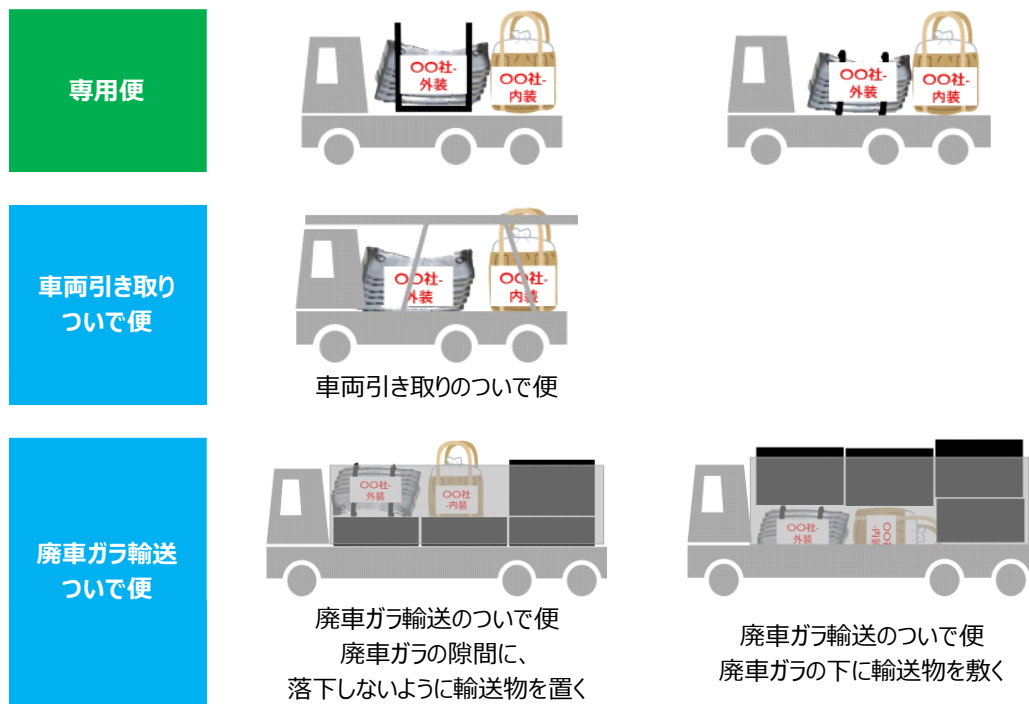 専用便
〇〇社-
外装
〇〇社-
内装
〇〇社-
外装
〇〇社-
内装
車両引き取り
ついで便
〇〇社-
外装
〇〇社-
内装
車両引き取りのついで便
廃車ガラ輸送
ついで便
〇〇社-
外装
〇〇社
-内装
廃車ガラ輸送のついで便
廃車ガラの隙間に、
落下しないように輸送物を置く
〇〇社-
外装
〇〇社
-内装
廃車ガラ輸送のついで便
廃車ガラの下に輸送物を敷く